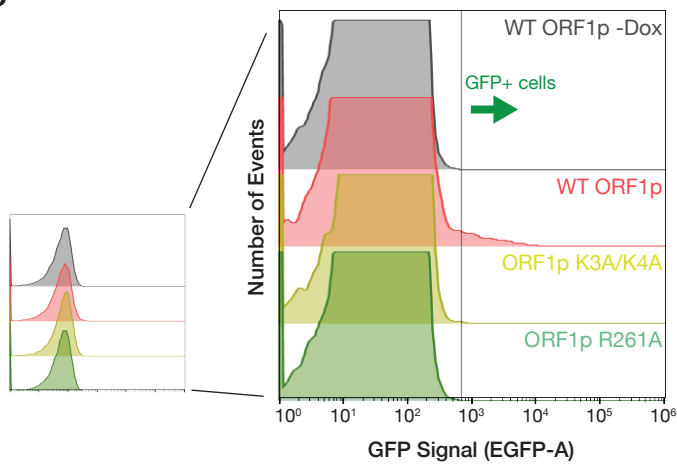 WT ORF1p -Dox
GFP+ cells
WT ORF1p
ORF1p K3A/K4A
ORF1p R261A
Number of Events
10⁰ 10¹ 10² 10³ 10⁴ 10⁵ 10⁶
GFP Signal (EGFP-A)